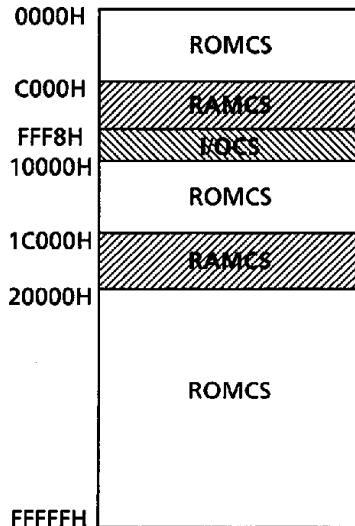 0000H
ROMCS
C000H
RAMCS
FFF8H
I/OCS
10000H
ROMCS
1C000H
RAMCS
20000H
ROMCS
FFFFFH